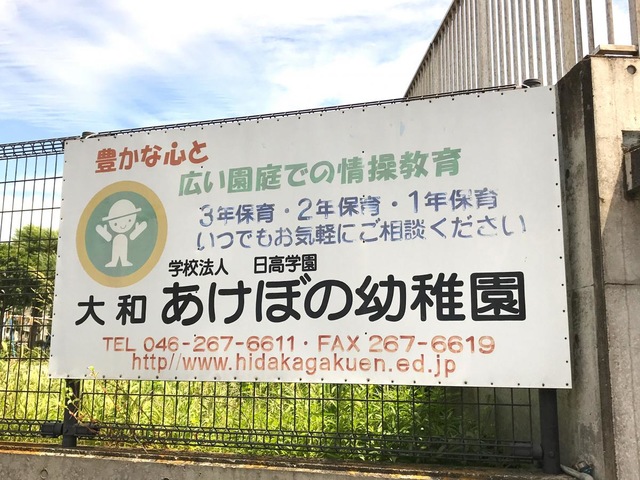 豊かな心と
広い園庭での情操教育
3年保育・2年保育・1年保育
いつでもお気軽にご相談ください
学校法人 日高学園
大和 あけぼの幼稚園
TEL 046-267-6611・FAX 267-6619
http//www.hidakagakuen.ed.jp